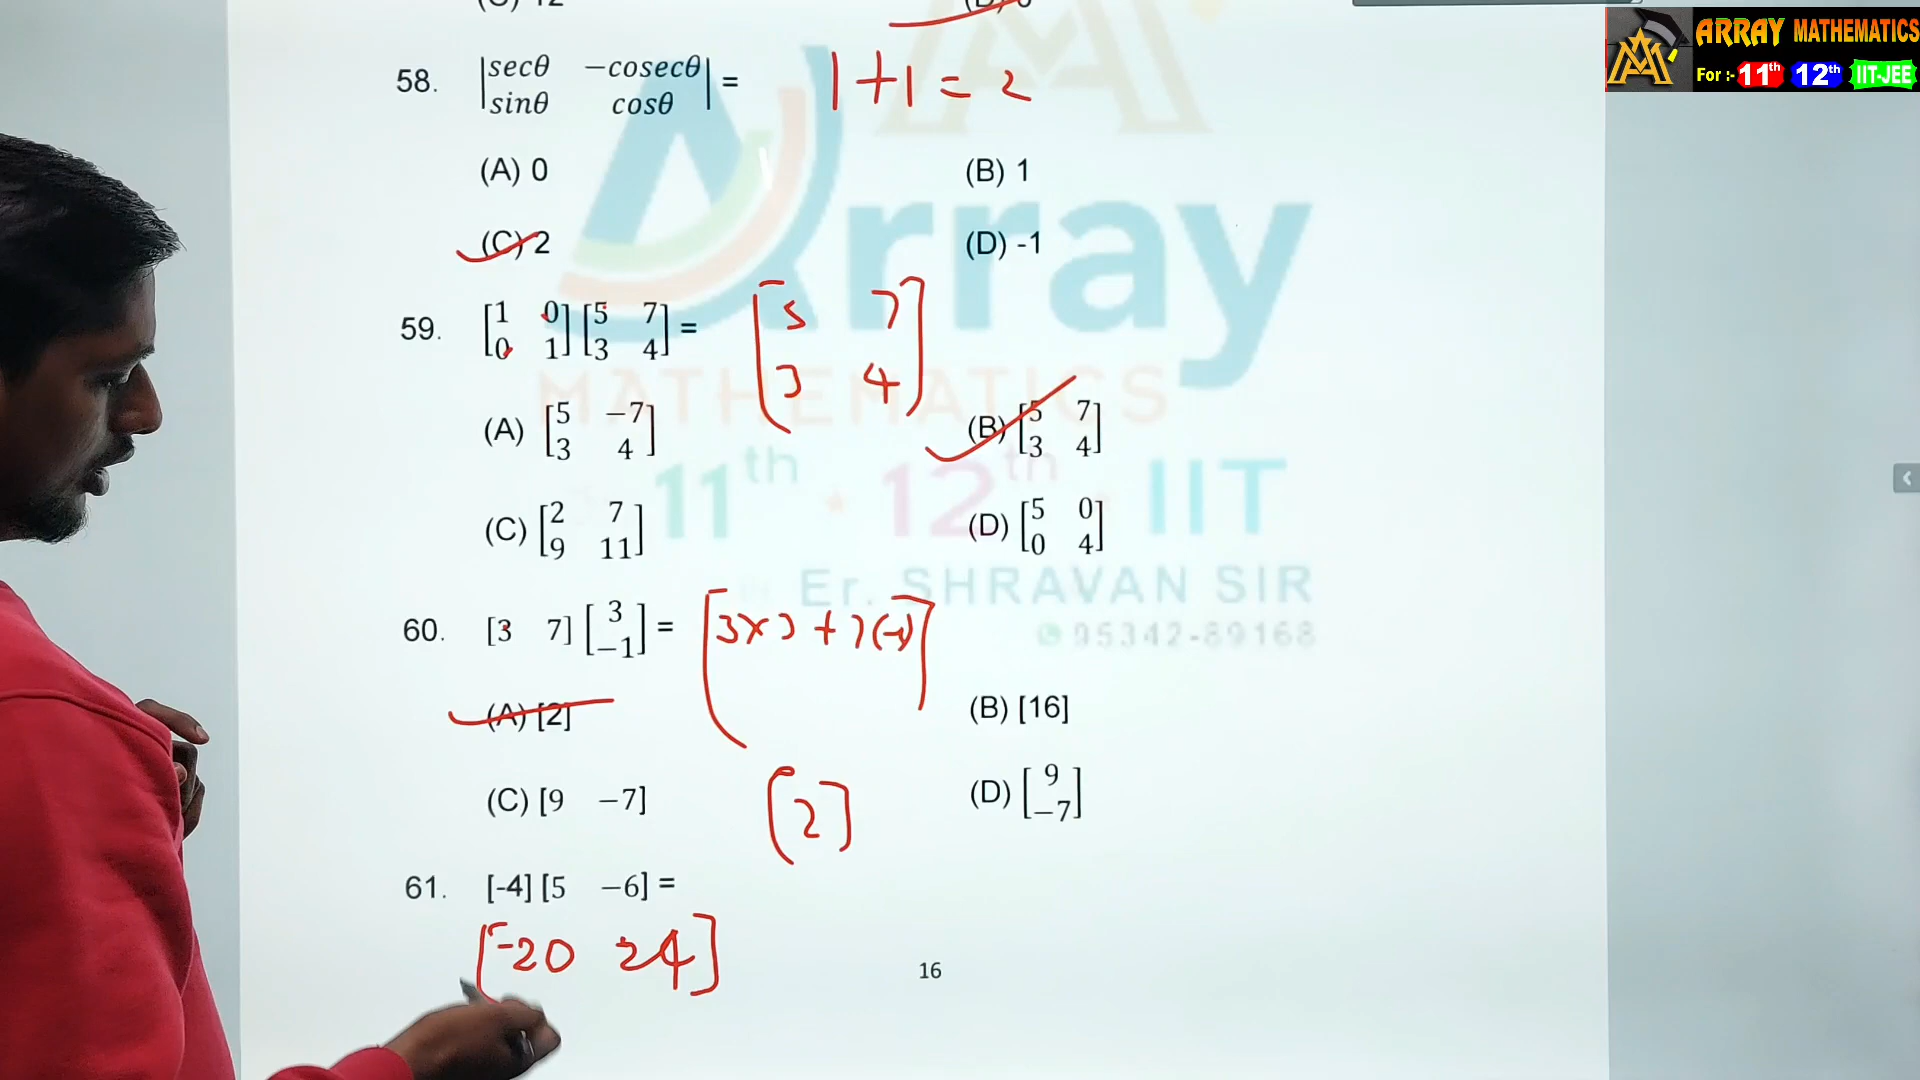 (C) 12
ARRAY MATHEMATICS
For :- 11th 12th IIT-JEE
58. |secθ −cosecθ| = 1+1=2
|sinθ cosθ|
(A) 0 (B) 1
(C) 2 (D) -1
59. [1 0] [5 7] = [5 7]
[0 1] [3 4] [3 4]
(A) [5 −7] (B) [5 7]
[3 4] [3 4]
(C) [2 7] (D) [5 0]
[9 11] [0 4]
60. [3 7] [3] = [3x3+7(-1)]
[−1]
(A) [2] (B) [16]
(C) [9 −7] [2] (D) [9]
[−7]
61. [-4] [5 −6] =
[-20 24]
16
Array
MATHEMATICS
11th 12th IIT
Er. SHRAVAN SIR
95342-89168